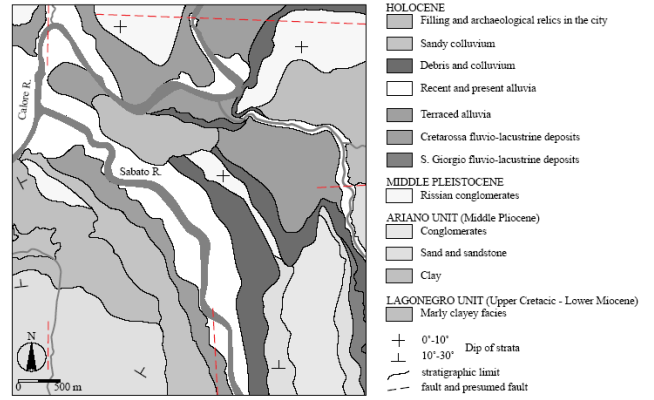 Calore R.
Sabato R.
N
0 500 m
HOLOCENE
Filling and archaeological relics in the city
Sandy colluvium
Debris and colluvium
Recent and present alluvia
Terraced alluvia
Cretarossa fluvio-lacustrine deposits
S. Giorgio fluvio-lacustrine deposits
MIDDLE PLEISTOCENE
Rissian conglomerates
ARIANO UNIT (Middle Pliocene)
Conglomerates
Sand and sandstone
Clay
LAGONEGRO UNIT (Upper Cretacic - Lower Miocene)
Marly clayey facies
0°-10°
Dip of strata
10°-30°
stratigraphic limit
fault and presumed fault